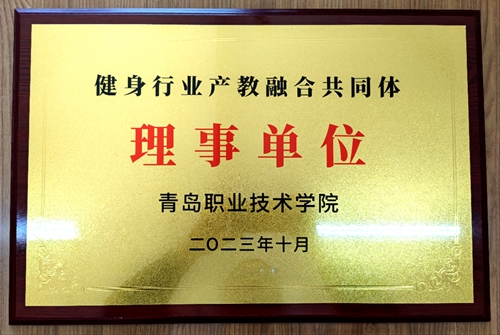 健身行业产教融合共同体
理事单位
青岛职业技术学院
二〇二三年十月